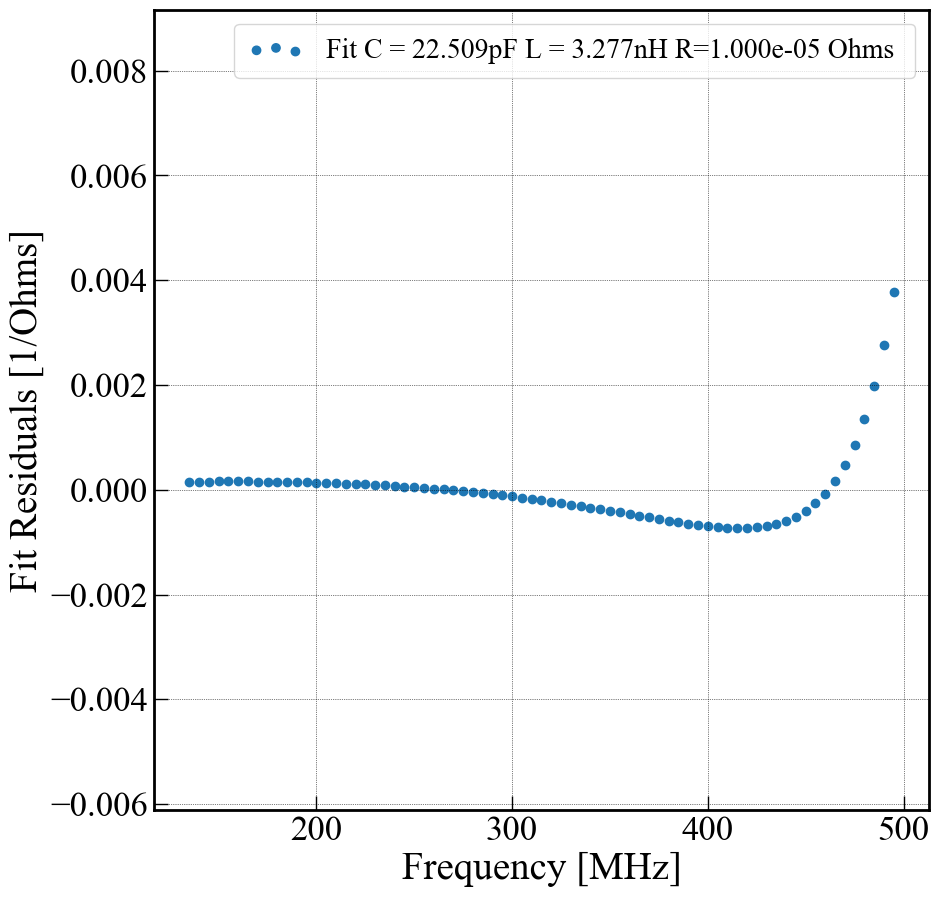 Fit C = 22.509pF L = 3.277nH R=1.000e-05 Ohms
0.008
0.006
0.004
0.002
0.000
−0.002
−0.004
−0.006
Fit Residuals [1/Ohms]
200 300 400 500
Frequency [MHz]